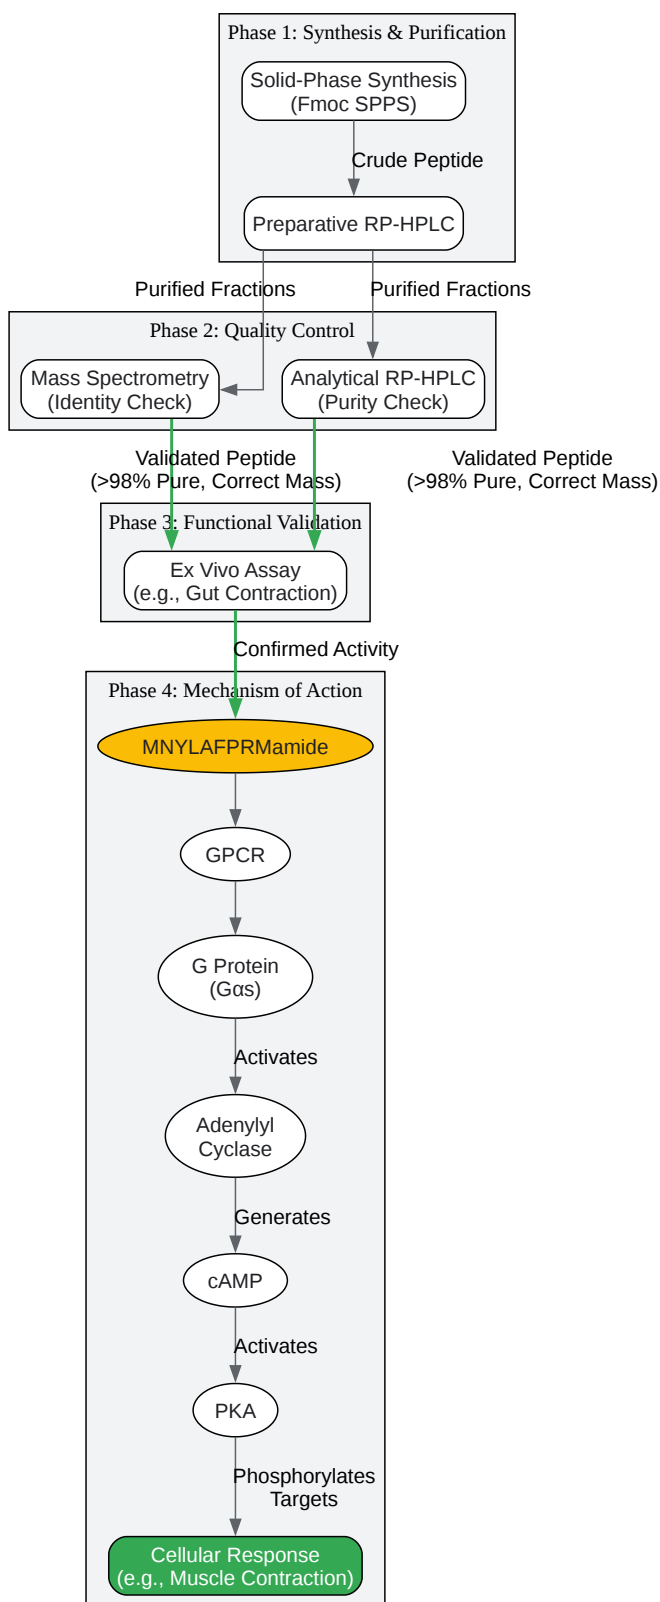 Phase 1: Synthesis & Purification
Solid-Phase Synthesis
(Fmoc SPPS)
Crude Peptide
Preparative RP-HPLC
Purified Fractions
Purified Fractions
Phase 2: Quality Control
Mass Spectrometry
(Identity Check)
Analytical RP-HPLC
(Purity Check)
Validated Peptide
(>98% Pure, Correct Mass)
Validated Peptide
(>98% Pure, Correct Mass)
Phase 3: Functional Validation
Ex Vivo Assay
(e.g., Gut Contraction)
Confirmed Activity
Phase 4: Mechanism of Action
MNYLAFPRMamide
GPCR
G Protein
(Gαs)
Activates
Adenylyl
Cyclase
Generates
cAMP
Activates
PKA
Phosphorylates
Targets
Cellular Response
(e.g., Muscle Contraction)